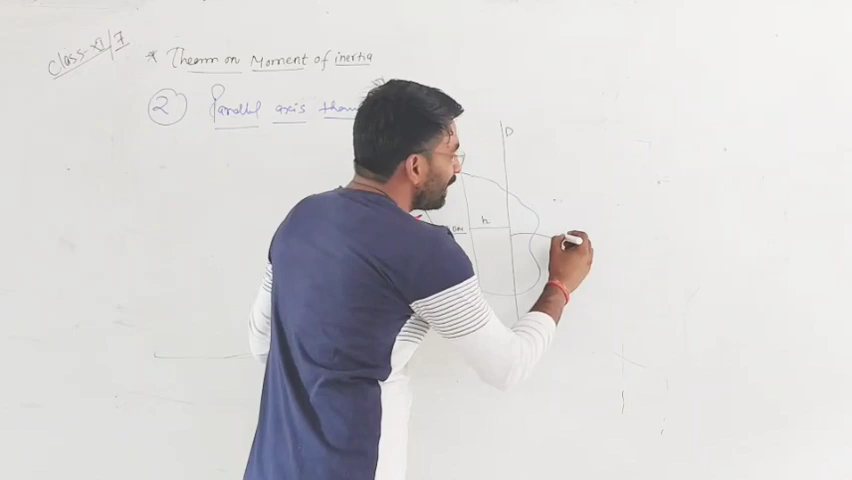 Class-XI/7
* Theorm on Moment of inertia
2 Parallel axis
D
h